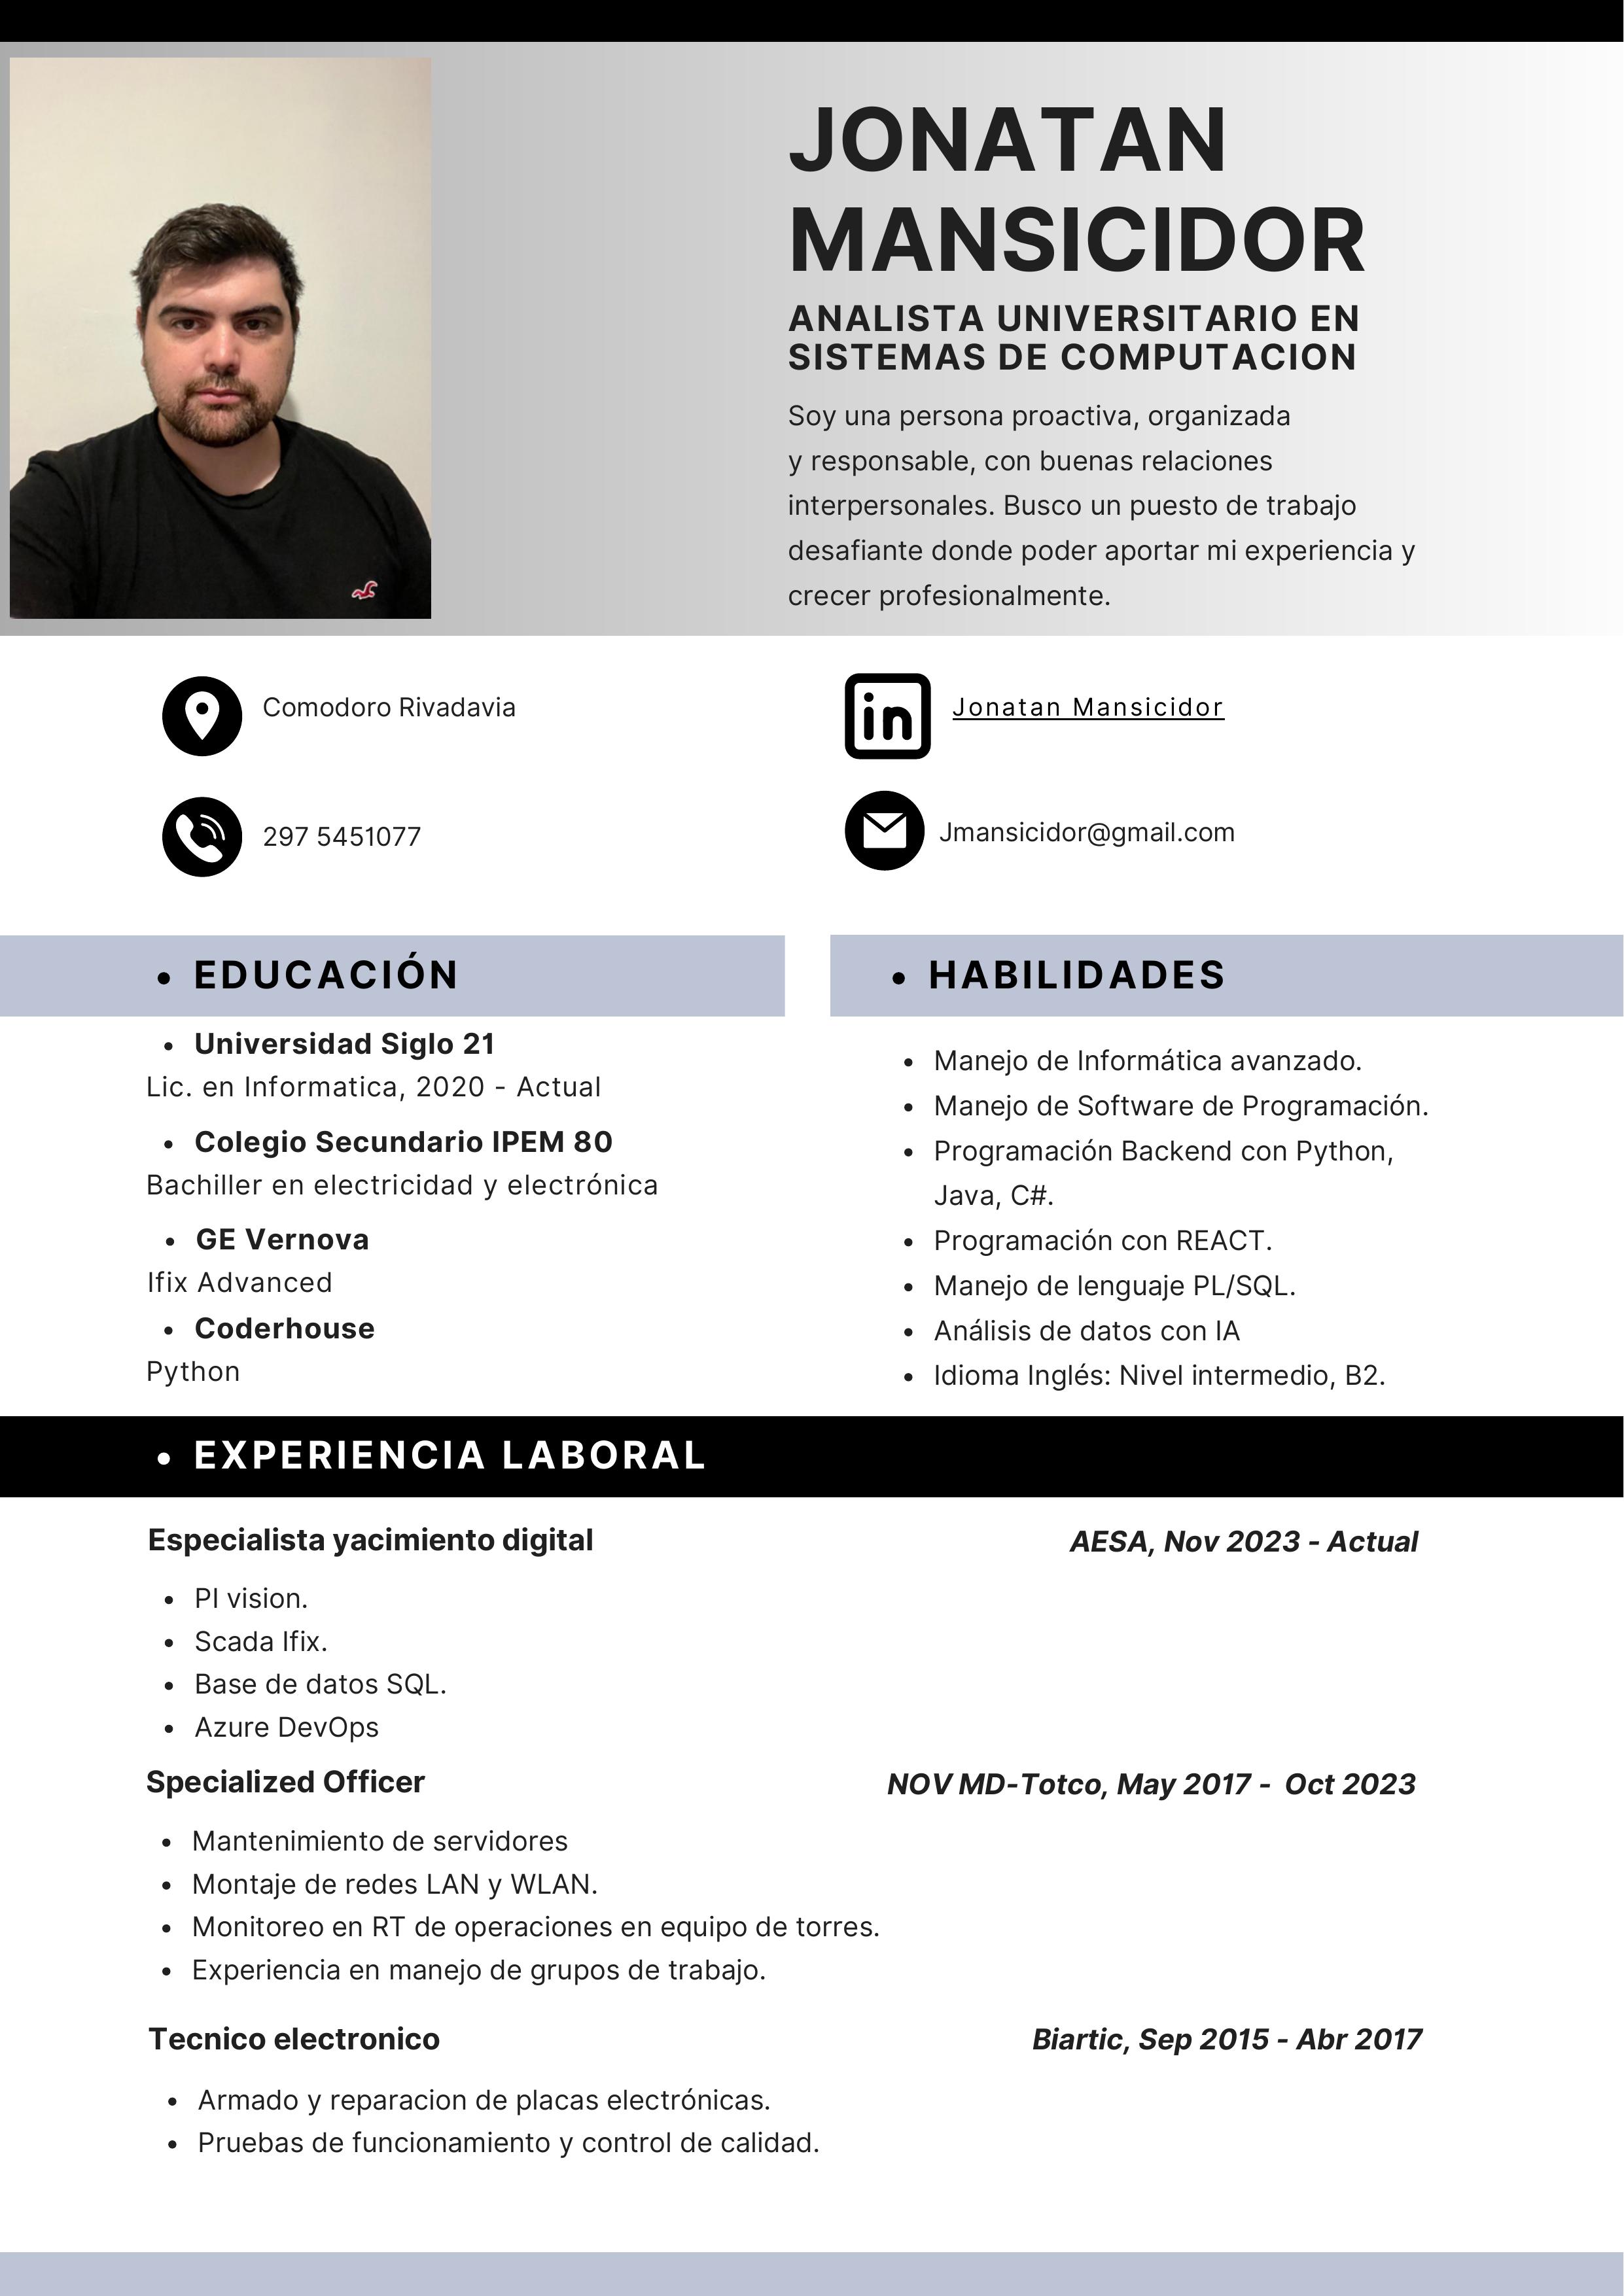 JONATAN
MANSICIDOR
ANALISTA UNIVERSITARIO EN
SISTEMAS DE COMPUTACION
Soy una persona proactiva, organizada
y responsable, con buenas relaciones
interpersonales. Busco un puesto de trabajo
desafiante donde poder aportar mi experiencia y
crecer profesionalmente.
Comodoro Rivadavia
in Jonatan Mansicidor
297 5451077
Jmansicidor@gmail.com
• EDUCACIÓN
• Universidad Siglo 21
Lic. en Informatica, 2020 - Actual
• Colegio Secundario IPEM 80
Bachiller en electricidad y electrónica
• GE Vernova
Ifix Advanced
• Coderhouse
Python
• HABILIDADES
• Manejo de Informática avanzado.
• Manejo de Software de Programación.
• Programación Backend con Python,
Java, C#.
• Programación con REACT.
• Manejo de lenguaje PL/SQL.
• Análisis de datos con IA
• Idioma Inglés: Nivel intermedio, B2.
• EXPERIENCIA LABORAL
Especialista yacimiento digital AESA, Nov 2023 - Actual
• PI vision.
• Scada Ifix.
• Base de datos SQL.
• Azure DevOps
Specialized Officer NOV MD-Totco, May 2017 - Oct 2023
• Mantenimiento de servidores
• Montaje de redes LAN y WLAN.
• Monitoreo en RT de operaciones en equipo de torres.
• Experiencia en manejo de grupos de trabajo.
Tecnico electronico Biartic, Sep 2015 - Abr 2017
• Armado y reparacion de placas electrónicas.
• Pruebas de funcionamiento y control de calidad.